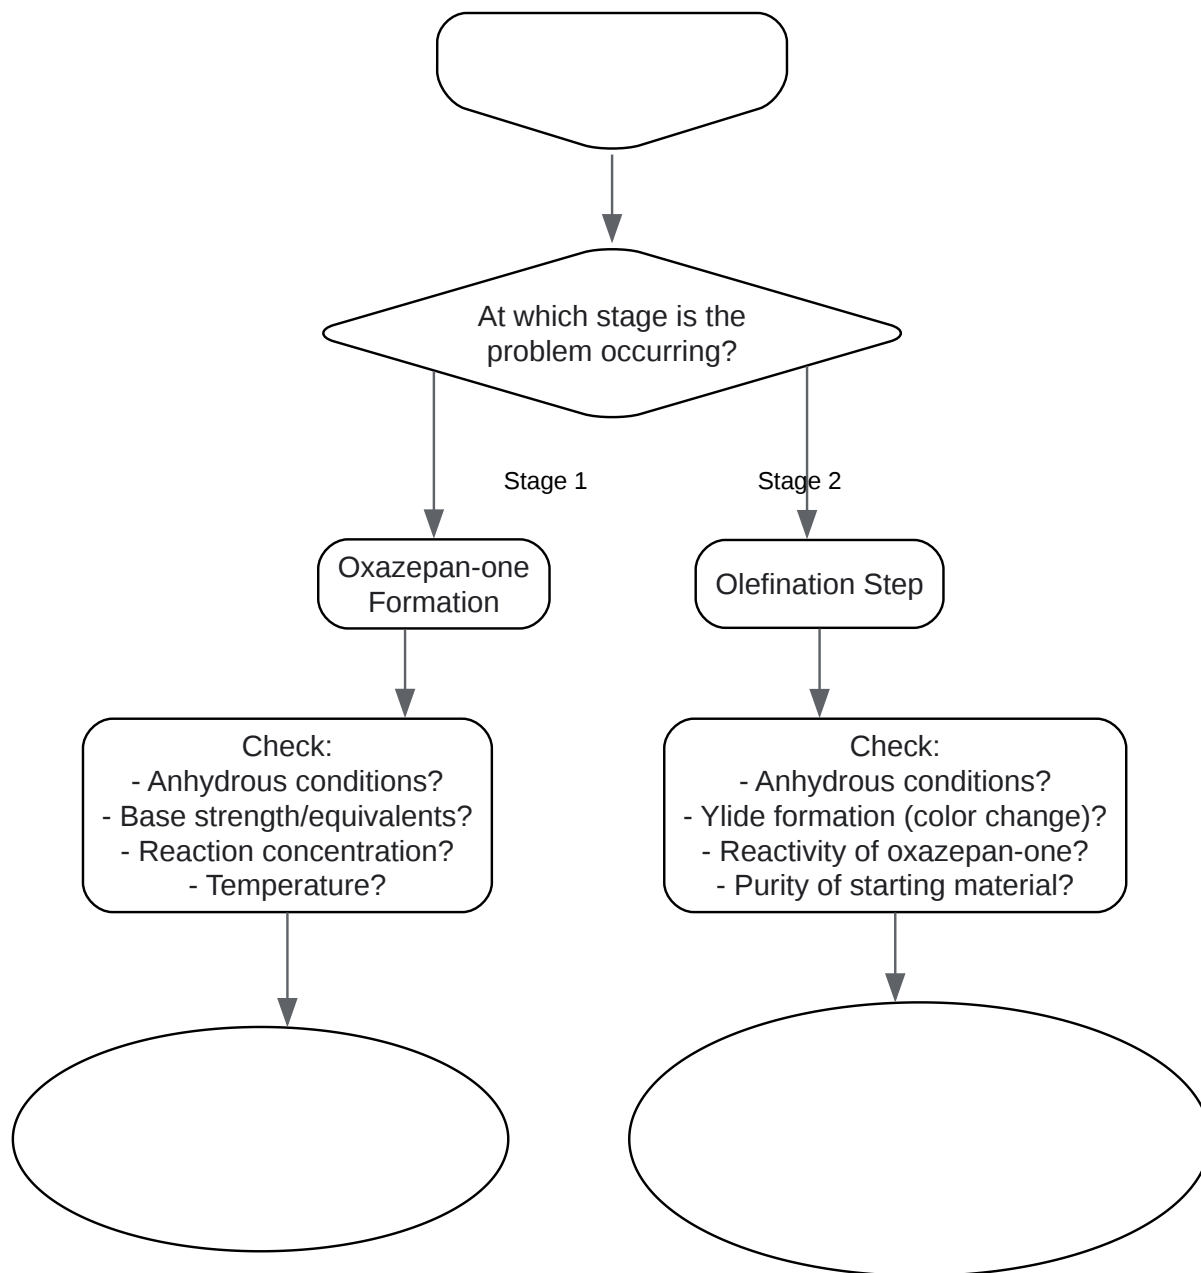 At which stage is the
problem occurring?
Stage 1
Stage 2
Oxazepan-one
Formation
Olefination Step
Check:
- Anhydrous conditions?
- Base strength/equivalents?
- Reaction concentration?
- Temperature?
Check:
- Anhydrous conditions?
- Ylide formation (color change)?
- Reactivity of oxazepan-one?
- Purity of starting material?